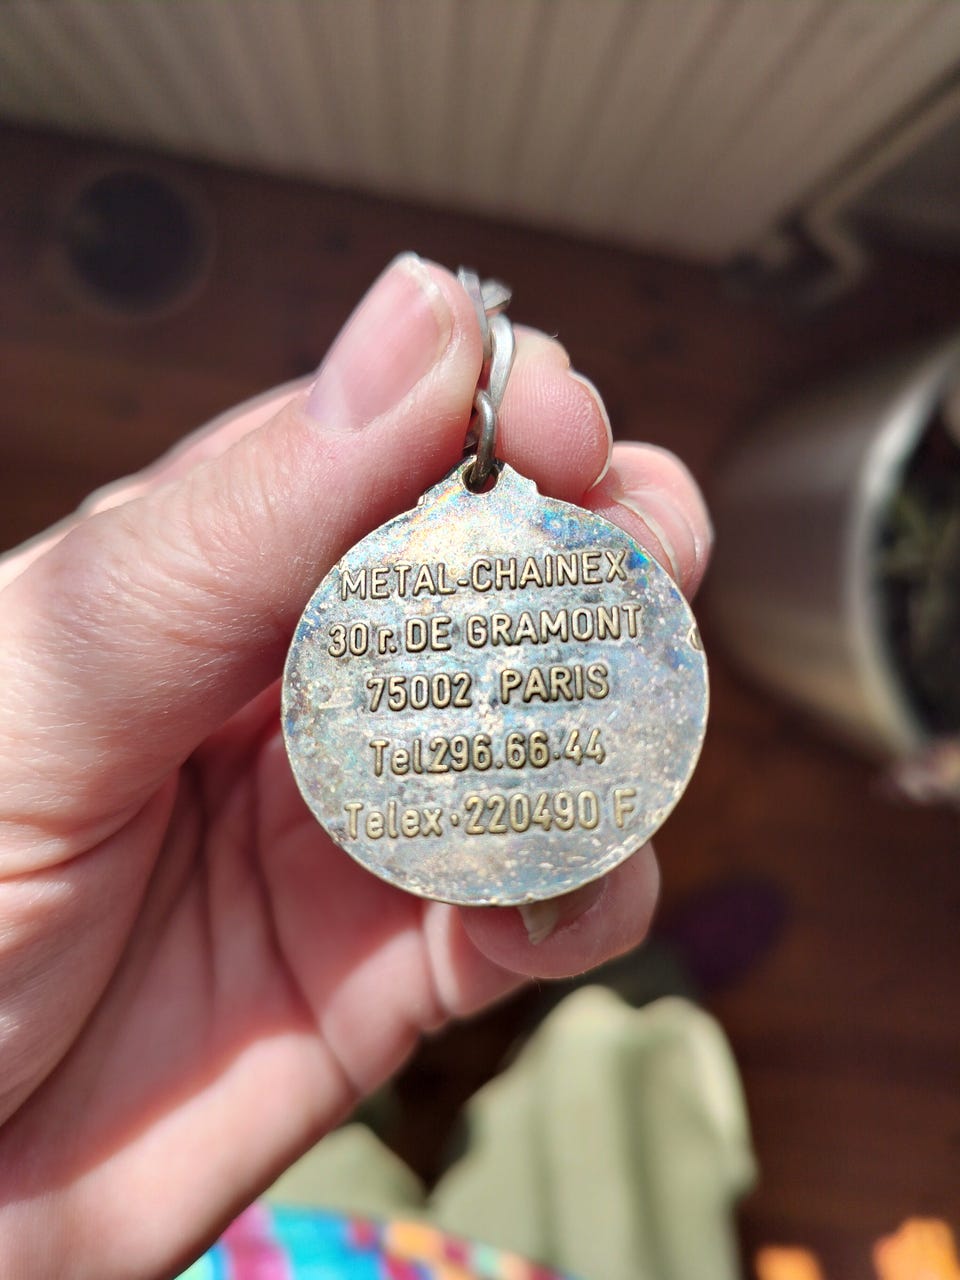 METAL-CHAINEX
30 r. DE GRAMONT
75002 PARIS
Tel 296.66.44
Telex·220490 F